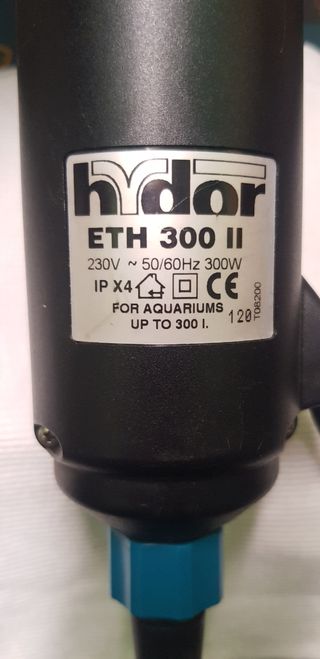 hydor
ETH 300 II
230V ~ 50/60Hz 300W
IP X4 CE
FOR AQUARIUMS
UP TO 300 l.
120
T08200